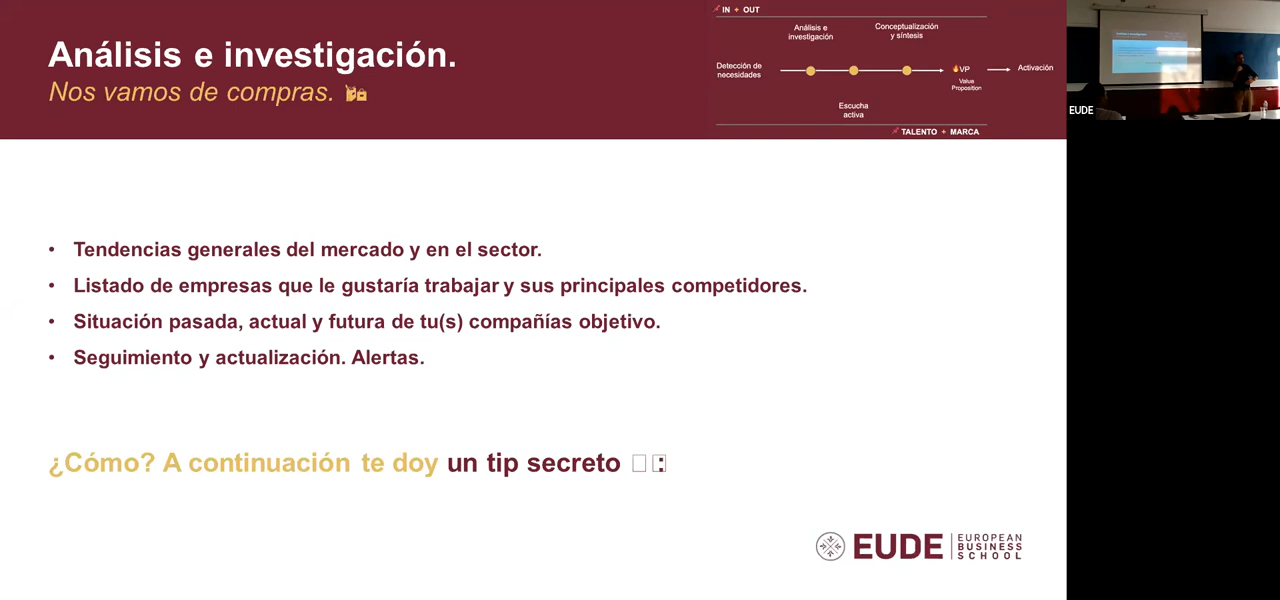 Análisis e investigación.
Nos vamos de compras.
IN + OUT
Análisis e
investigación
Conceptualización
y síntesis
Detección de
necesidades
VP
Value
Proposition
Activación
Escucha
activa
TALENTO + MARCA
EUDE
• Tendencias generales del mercado y en el sector.
• Listado de empresas que le gustaría trabajar y sus principales competidores.
• Situación pasada, actual y futura de tu(s) compañías objetivo.
• Seguimiento y actualización. Alertas.
¿Cómo? A continuación te doy un tip secreto :
EUDE
EUROPEAN
BUSINESS
SCHOOL